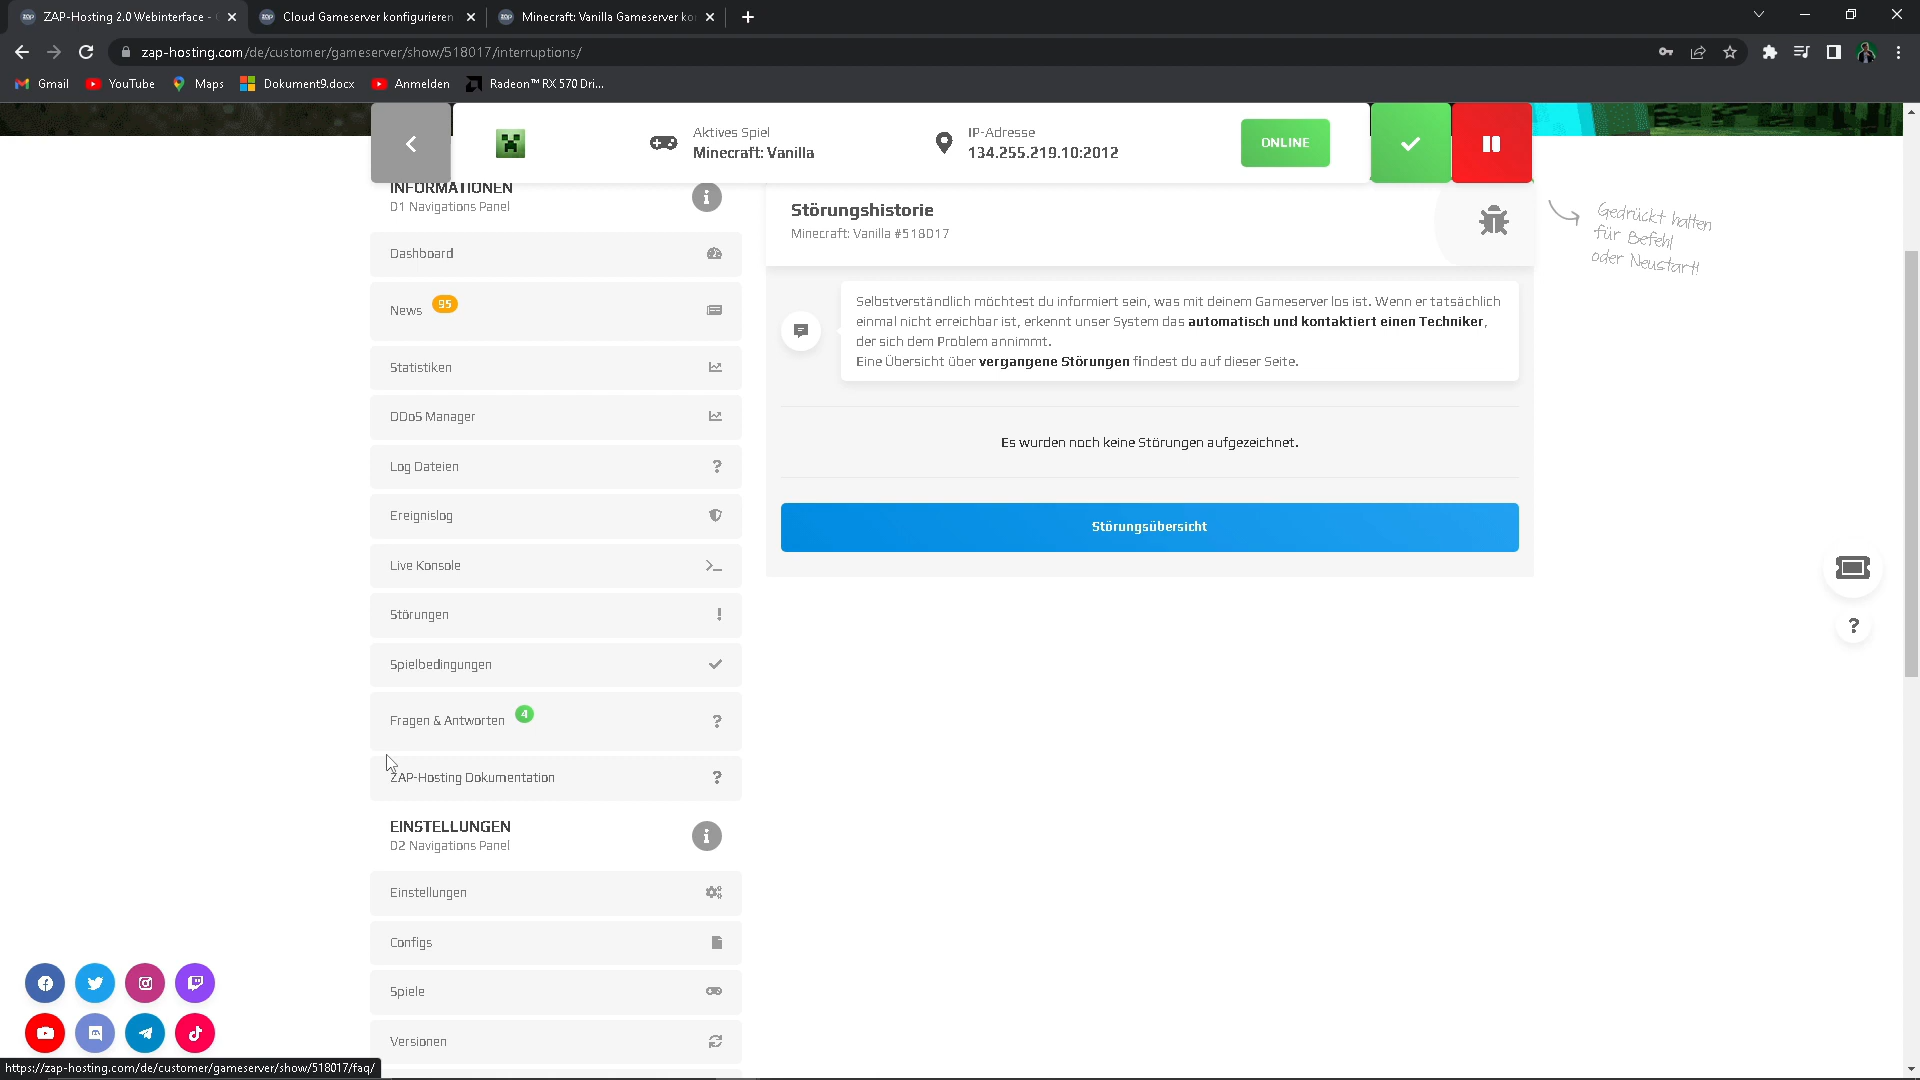 ZAP-Hosting 2.0 Webinterface -
Cloud Gameserver konfigurieren
Minecraft: Vanilla Gameserver ko
zap-hosting.com/de/customer/gameserver/show/518017/interruptions/
Gmail
YouTube
Maps
Dokument9.docx
Anmelden
Radeon™ RX 570 Dri...
Aktives Spiel
Minecraft: Vanilla
IP-Adresse
134.255.219.10:2012
ONLINE
INFORMATIONEN
01 Navigations Panel
Dashboard
News 95
Statistiken
DDoS Manager
Log Dateien
Ereignislog
Live Konsole
Störungen
Spielbedingungen
Fragen & Antworten 4
ZAP-Hosting Dokumentation
EINSTELLUNGEN
02 Navigations Panel
Einstellungen
Configs
Spiele
Versionen
Störungshistorie
Minecraft: Vanilla #518017
Selbstverständlich möchtest du informiert sein, was mit deinem Gameserver los ist. Wenn er tatsächlich
einmal nicht erreichbar ist, erkennt unser System das automatisch und kontaktiert einen Techniker,
der sich dem Problem annimmt.
Eine Übersicht über vergangene Störungen findest du auf dieser Seite.
Es wurden noch keine Störungen aufgezeichnet.
Störungsübersicht
Gedrückt halten
für Befehl
oder Neustart!
https://zap-hosting.com/de/customer/gameserver/show/518017/faq/